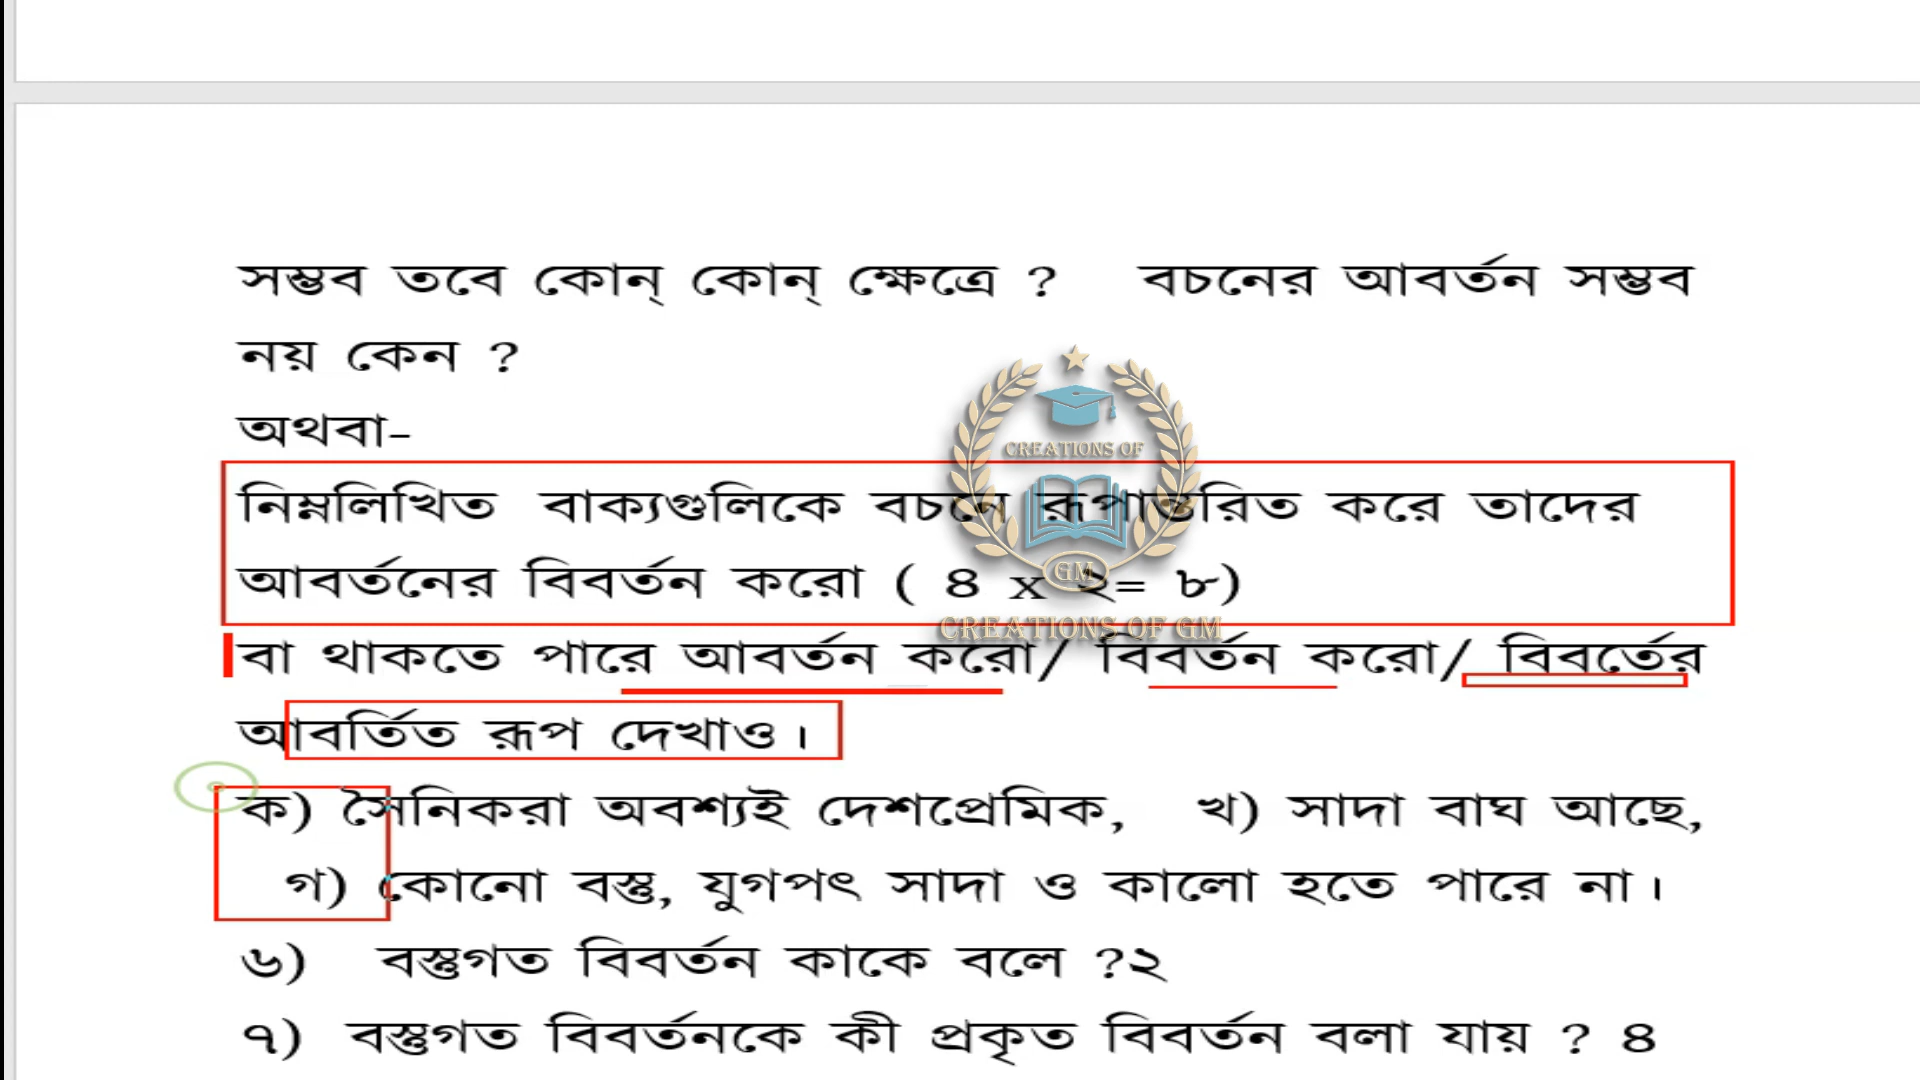 সম্ভব তবে কোন্ কোন্ ক্ষেত্রে ? বচনের আবর্তন সম্ভব
নয় কেন ?
অথবা-
নিম্নলিখিত বাক্যগুলিকে বচনে রূপান্তরিত করে তাদের
আবর্তনের বিবর্তন করো ( ৪ x ২= ৮)
বা থাকতে পারে আবর্তন করো/ বিবর্তন করো/ বিবর্তের
আবর্তিত রূপ দেখাও।
ক) সৈনিকরা অবশ্যই দেশপ্রেমিক, খ) সাদা বাঘ আছে,
গ) কোনো বস্তু, যুগপৎ সাদা ও কালো হতে পারে না।
৬) বস্তুগত বিবর্তন কাকে বলে ?২
৭) বস্তুগত বিবর্তনকে কী প্রকৃত বিবর্তন বলা যায় ? ৪
CREATIONS OF
GM
CREATIONS OF GM